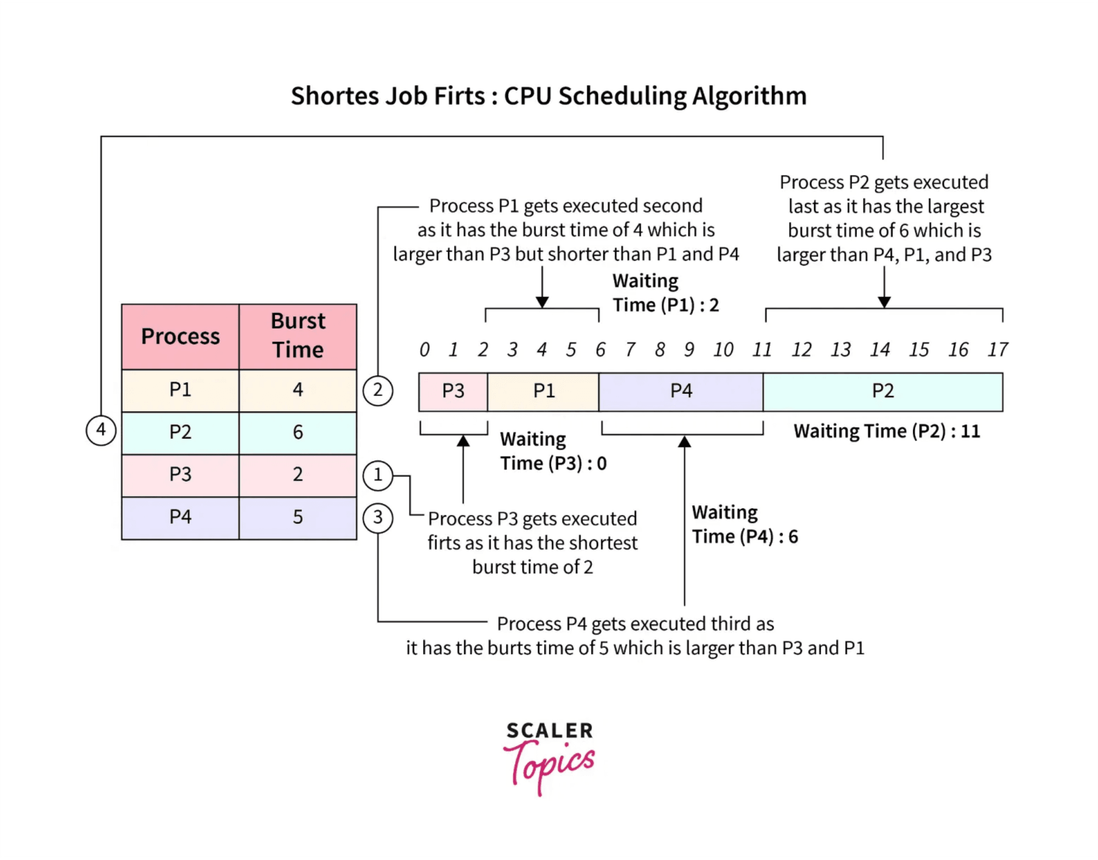 Shortes Job Firts : CPU Scheduling Algorithm
Process P2 gets executed
last as it has the largest
burst time of 6 which is
larger than P4, P1, and P3
Process P1 gets executed second
as it has the burst time of 4 which is
larger than P3 but shorter than P1 and P4
Waiting
Time (P1) : 2
Process Burst Time
P1 4
P2 6
P3 2
P4 5
2
4
1
3
0 1 2 3 4 5 6 7 8 9 10 11 12 13 14 15 16 17
P3 P1 P4 P2
Waiting
Time (P3) : 0
Waiting Time (P2) : 11
Process P3 gets executed
firts as it has the shortest
burst time of 2
Waiting
Time (P4) : 6
Process P4 gets executed third as
it has the burts time of 5 which is larger than P3 and P1
SCALER
Topics